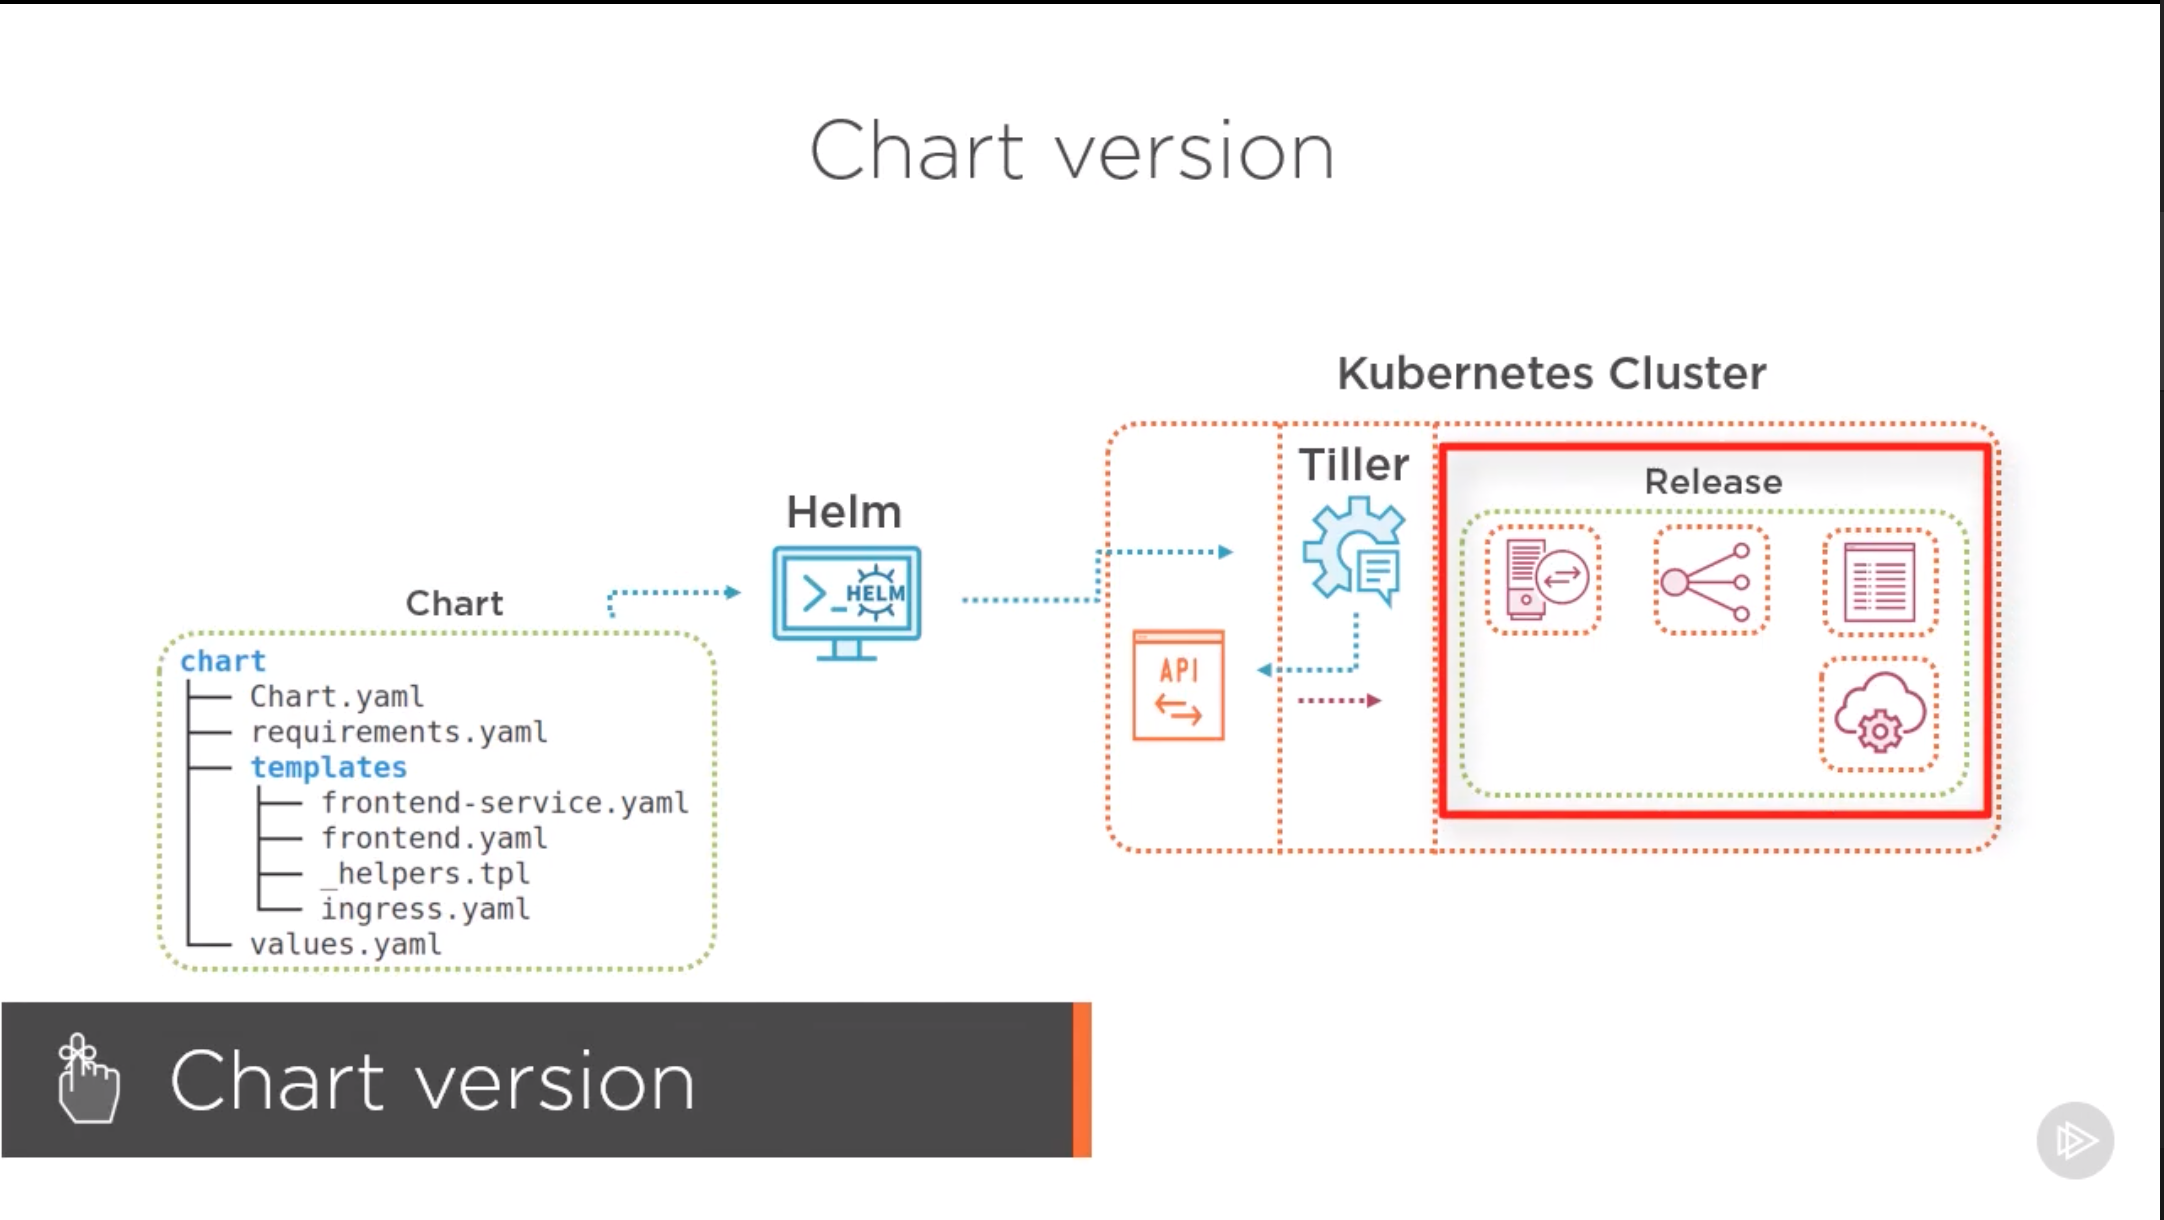 Chart version
Kubernetes Cluster
Tiller
Release
Helm
HELM
Chart
API
chart
Chart.yaml
requirements.yaml
templates
frontend-service.yaml
frontend.yaml
_helpers.tpl
ingress.yaml
values.yaml
Chart version